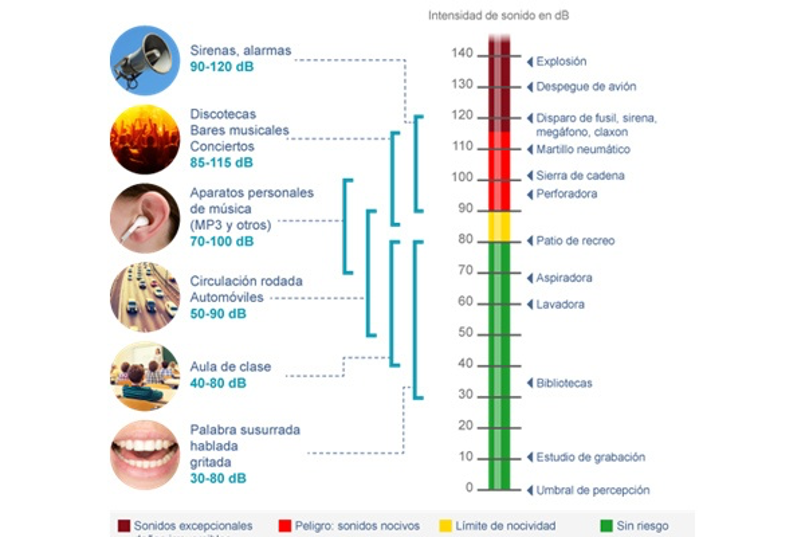 Intensidad de sonido en dB
Sirenas, alarmas
90-120 dB
Discotecas
Bares musicales
Conciertos
85-115 dB
Aparatos personales
de música
(MP3 y otros)
70-100 dB
Circulación rodada
Automóviles
50-90 dB
Aula de clase
40-80 dB
Palabra susurrada
hablada
gritada
30-80 dB
140
130
120
110
100
90
80
70
60
50
40
30
20
10
0
Explosión
Despegue de avión
Disparo de fusil, sirena,
megáfono, claxon
Martillo neumático
Sierra de cadena
Perforadora
Patio de recreo
Aspiradora
Lavadora
Bibliotecas
Estudio de grabación
Umbral de percepción
Sonidos excepcionales
Peligro: sonidos nocivos
Límite de nocividad
Sin riesgo